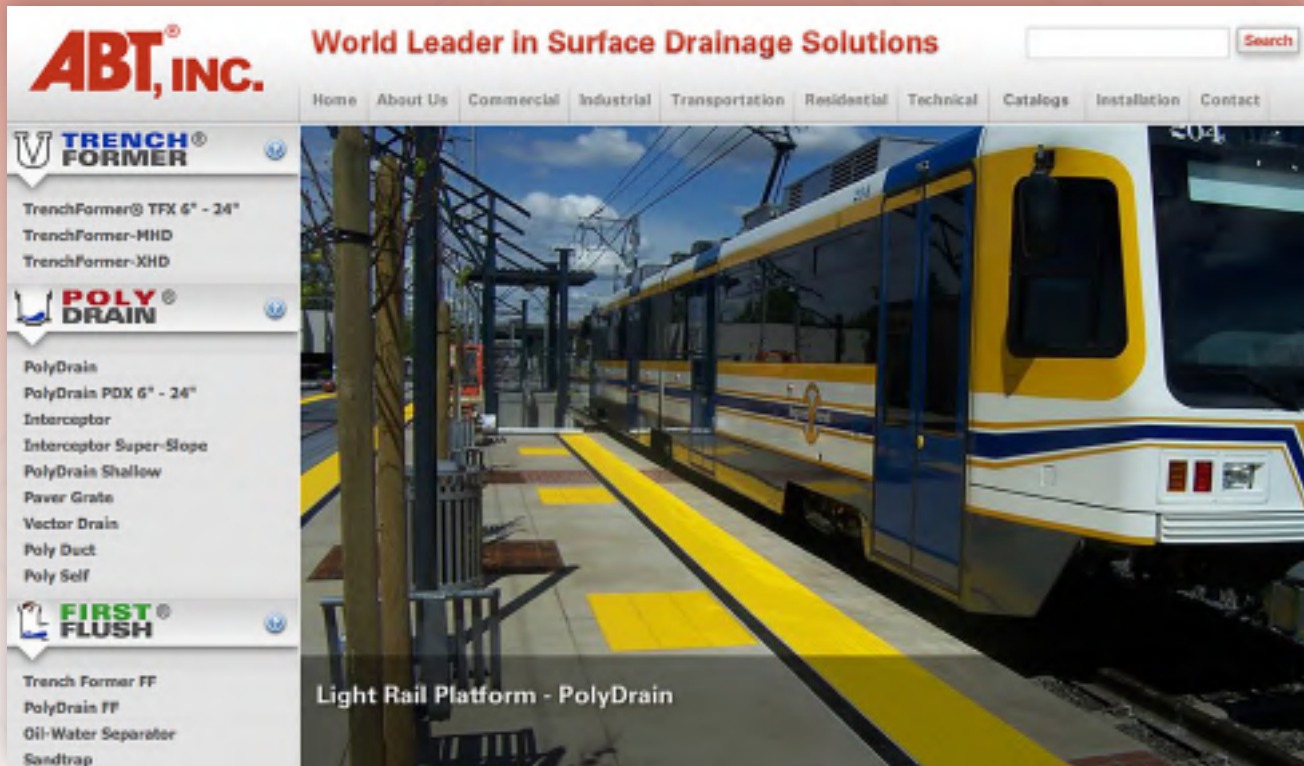 ABT,® INC.
World Leader in Surface Drainage Solutions
Search
Home About Us Commercial Industrial Transportation Residential Technical Catalogs Installation Contact
TRENCH®
FORMER
TrenchFormer® TFX 6" - 24"
TrenchFormer-MHD
TrenchFormer-XHD
POLY®
DRAIN
PolyDrain
PolyDrain PDX 6" - 24"
Interceptor
Interceptor Super-Slope
PolyDrain Shallow
Paver Grate
Vector Drain
Poly Duct
Poly Self
FIRST®
FLUSH
Trench Former FF
PolyDrain FF
Oil-Water Separator
Sandtrap
204
204
Light Rail Platform - PolyDrain